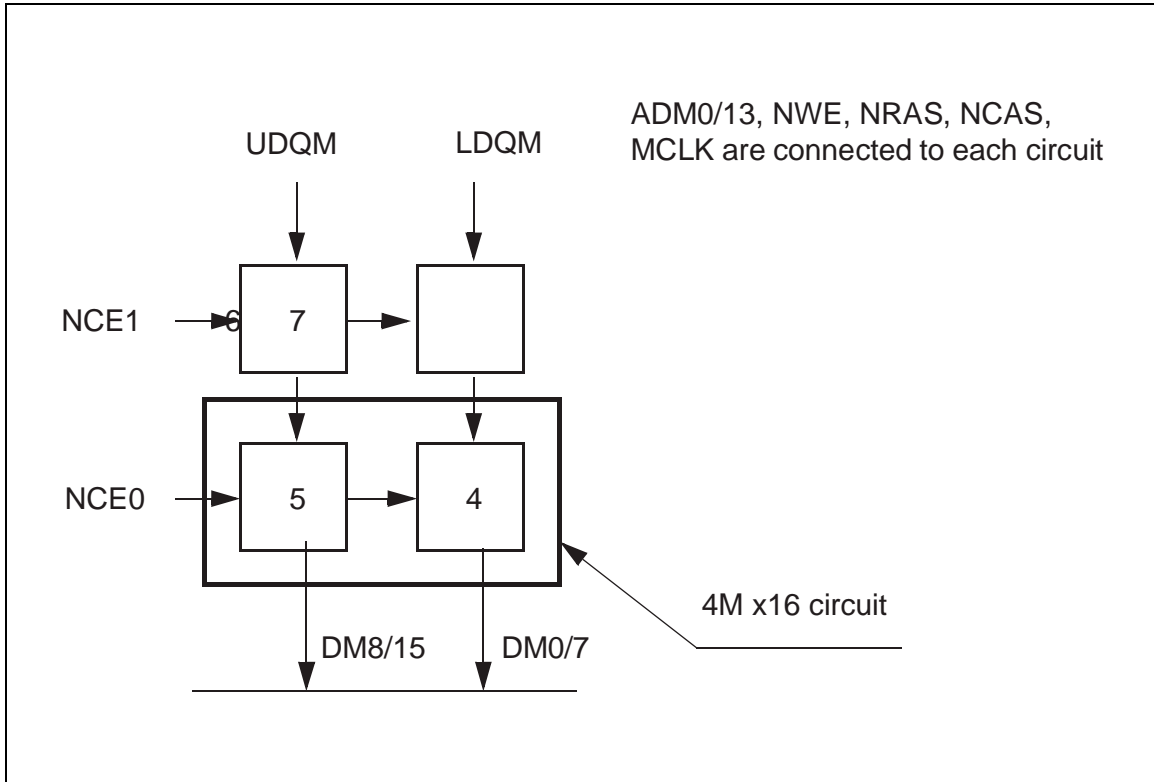 ADM0/13, NWE, NRAS, NCAS,
MCLK are connected to each circuit
UDQM
LDQM
NCE1
6
7
NCE0
5
4
4M x16 circuit
DM8/15
DM0/7